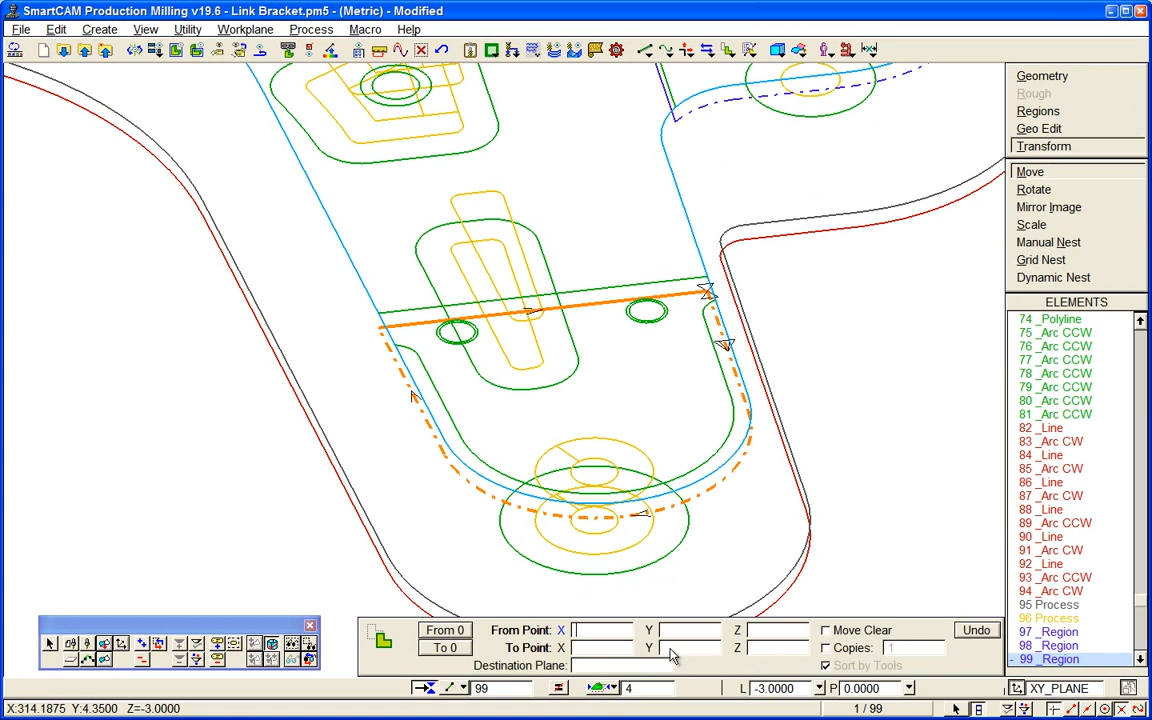 SmartCAM Production Milling v19.6 - Link Bracket.pm5 - (Metric) - Modified
File Edit Create View Utility Workplane Process Macro Help
Geometry
Rough
Regions
Geo Edit
Transform
Move
Rotate
Mirror Image
Scale
Manual Nest
Grid Nest
Dynamic Nest
ELEMENTS
74 _Polyline
75 _Arc CCW
76 _Arc CCW
77 _Arc CCW
78 _Arc CCW
79 _Arc CCW
80 _Arc CCW
81 _Arc CCW
82 _Line
83 _Arc CW
84 _Line
85 _Arc CW
86 _Line
87 _Arc CW
88 _Line
89 _Arc CCW
90 _Line
91 _Arc CW
92 _Line
93 _Arc CCW
94 _Arc CW
95 Process
96 Process
97 _Region
98 _Region
- 99 _Region
From 0 From Point: X Y Z Move Clear Undo
To 0 To Point: X Y Z Copies: 1
Destination Plane: Sort by Tools
99 4 L -3.0000 P 0.0000 XY_PLANE
X:314.1875 Y:4.3500 Z=-3.0000 1 / 99